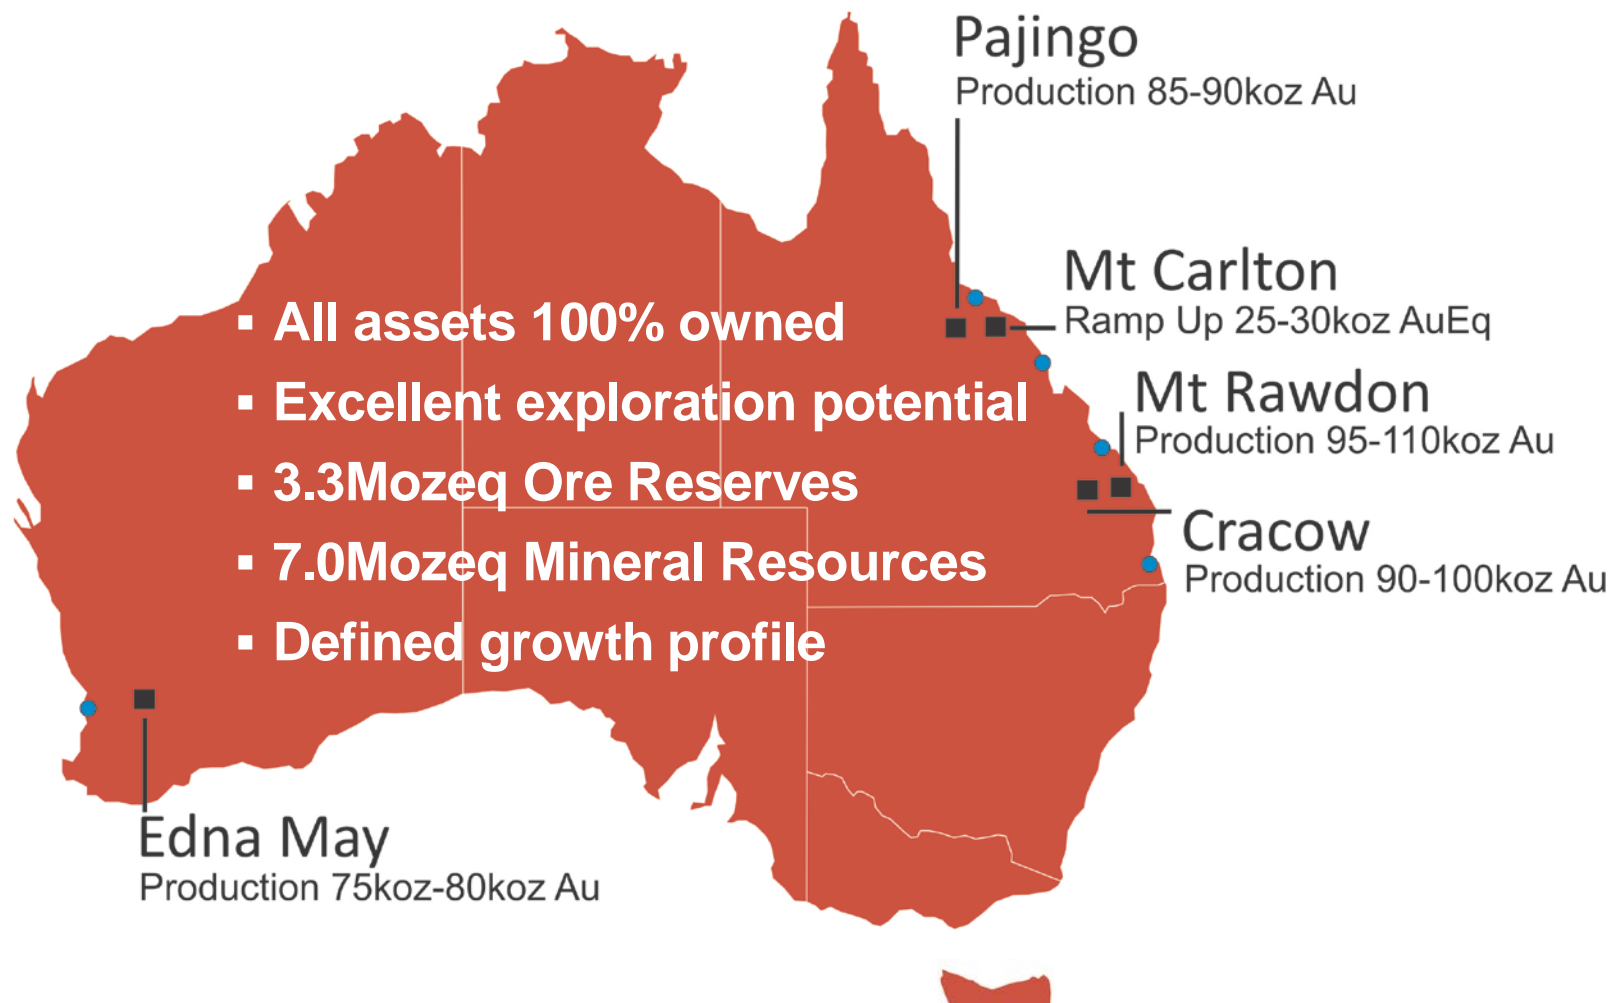 Pajingo
Production 85-90koz Au
Mt Carlton
Ramp Up 25-30koz AuEq
▪ All assets 100% owned
▪ Excellent exploration potential
▪ 3.3Mozeq Ore Reserves
▪ 7.0Mozeq Mineral Resources
▪ Defined growth profile
Mt Rawdon
Production 95-110koz Au
Cracow
Production 90-100koz Au
Edna May
Production 75koz-80koz Au